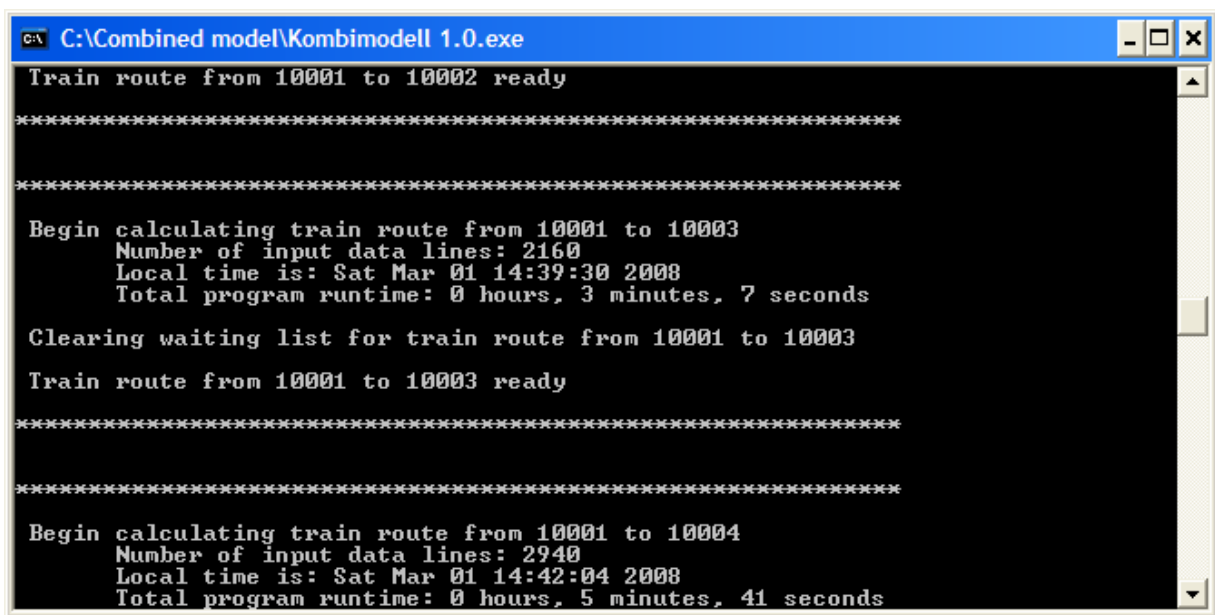 C:\Combined model\Kombimodell 1.0.exe
Train route from 10001 to 10002 ready
*************************************************************
*************************************************************
Begin calculating train route from 10001 to 10003
Number of input data lines: 2160
Local time is: Sat Mar 01 14:39:30 2008
Total program runtime: 0 hours, 3 minutes, 7 seconds
Clearing waiting list for train route from 10001 to 10003
Train route from 10001 to 10003 ready
*************************************************************
*************************************************************
Begin calculating train route from 10001 to 10004
Number of input data lines: 2940
Local time is: Sat Mar 01 14:42:04 2008
Total program runtime: 0 hours, 5 minutes, 41 seconds